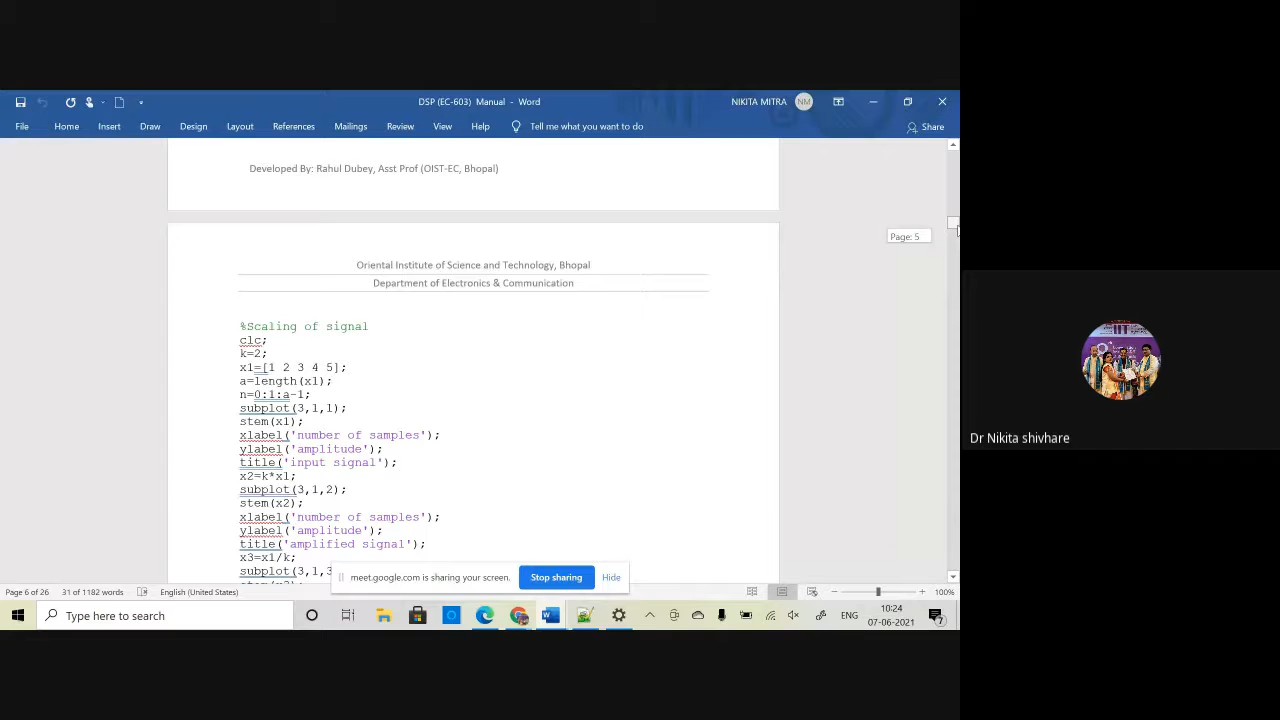 DSP (EC-603) Manual - Word
NIKITA MITRA
NM
File Home Insert Draw Design Layout References Mailings Review View Help Tell me what you want to do
Share
Developed By: Rahul Dubey, Asst Prof (OIST-EC, Bhopal)
Page: 5
Oriental Institute of Science and Technology, Bhopal
Department of Electronics & Communication
%Scaling of signal
clc;
k=2;
x1=[1 2 3 4 5];
a=length(x1);
n=0:1:a-1;
subplot(3,1,1);
stem(x1);
xlabel('number of samples');
ylabel('amplitude');
title('input signal');
x2=k*x1;
subplot(3,1,2);
stem(x2);
xlabel('number of samples');
ylabel('amplitude');
title('amplified signal');
x3=x1/k;
subplot(3,1,3
meet.google.com is sharing your screen.
Stop sharing
Hide
Dr Nikita shivhare
Page 6 of 26
31 of 1182 words
English (United States)
100%
Type here to search
ENG
10:24
07-06-2021
7